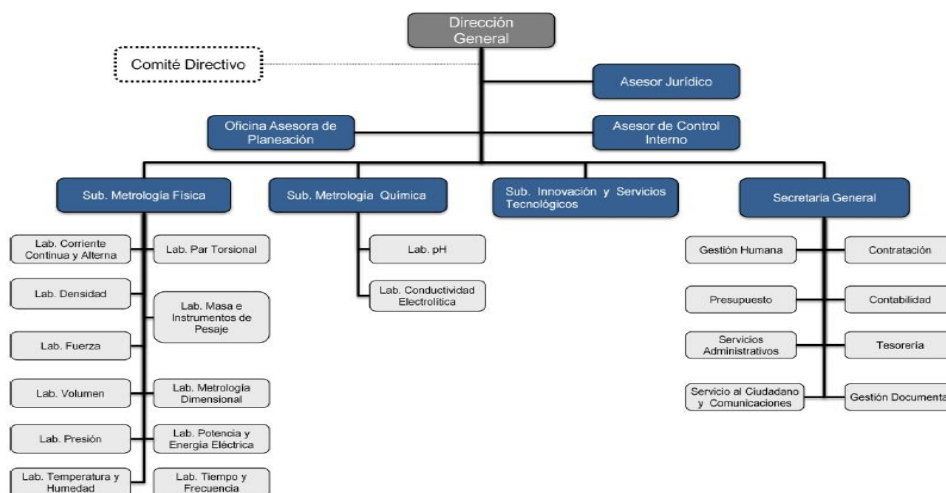 Dirección
General
Comité Directivo
Asesor Jurídico
Oficina Asesora de
Planeación
Asesor de Control
Interno
Sub. Metrología Física
Sub. Metrología Química
Sub. Innovación y Servicios
Tecnológicos
Secretaria General
Lab. Corriente
Continua y Alterna
Lab. Par Torsional
Lab. Densidad
Lab. Masa e
Instrumentos de
Pesaje
Lab. Fuerza
Lab. Volumen
Lab. Metrología
Dimensional
Lab. Presión
Lab. Potencia y
Energía Eléctrica
Lab. Temperatura y
Humedad
Lab. Tiempo y
Frecuencia
Lab. pH
Lab. Conductividad
Electrolítica
Gestión Humana
Contratación
Presupuesto
Contabilidad
Servicios
Administrativos
Tesorería
Servicio al Ciudadano
y Comunicaciones
Gestión Documenta